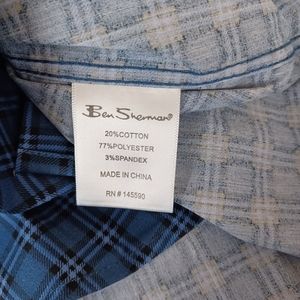 Ben Sherman®
20%COTTON
77%POLYESTER
3%SPANDEX
MADE IN CHINA
RN # 145590